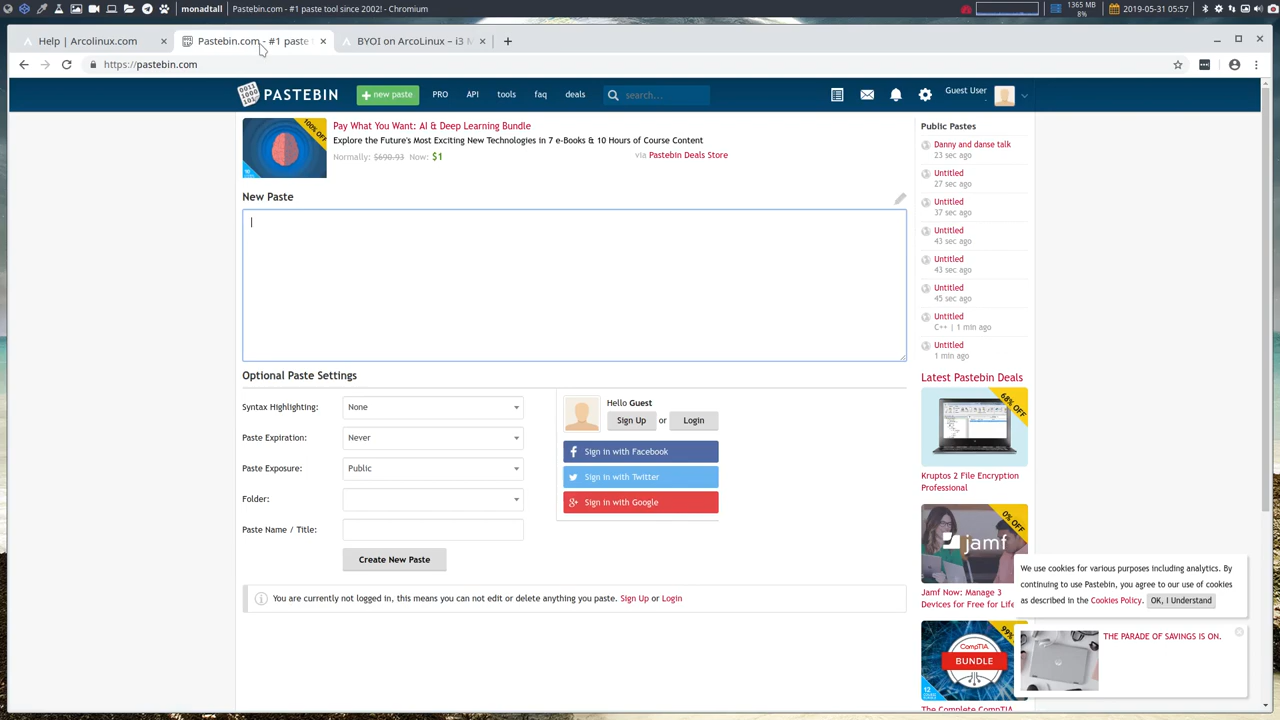 monadtall
Pastebin.com - #1 paste tool since 2002! - Chromium
1365 MB
8%
2019-05-31 05:57
Help | Arcolinux.com
Pastebin.com - #1 paste
BYOI on ArcoLinux – i3
https://pastebin.com
PASTEBIN
new paste
PRO
API
tools
faq
deals
search...
Guest User
-
100% OFF
Pay What You Want: AI & Deep Learning Bundle
Explore the Future's Most Exciting New Technologies in 7 e-Books & 10 Hours of Course Content
Normally: $690.93 Now: $1
via Pastebin Deals Store
New Paste
Optional Paste Settings
Syntax Highlighting: None
Paste Expiration: Never
Paste Exposure: Public
Folder:
Paste Name / Title:
Create New Paste
Hello Guest
Sign Up or Login
Sign in with Facebook
Sign in with Twitter
Sign in with Google
You are currently not logged in, this means you can not edit or delete anything you paste. Sign Up or Login
Public Pastes
Danny and danse talk
23 sec ago
Untitled
27 sec ago
Untitled
37 sec ago
Untitled
43 sec ago
Untitled
43 sec ago
Untitled
45 sec ago
Untitled
C++ | 1 min ago
Untitled
1 min ago
Latest Pastebin Deals
68% OFF
Kruptos 2 File Encryption
Professional
0% OFF
jamf
Jamf Now: Manage 3
Devices for Free for Life
99%
CompTIA
BUNDLE
12
The Complete CompTIA
We use cookies for various purposes including analytics. By
continuing to use Pastebin, you agree to our use of cookies
as described in the Cookies Policy. OK, I Understand
THE PARADE OF SAVINGS IS ON.